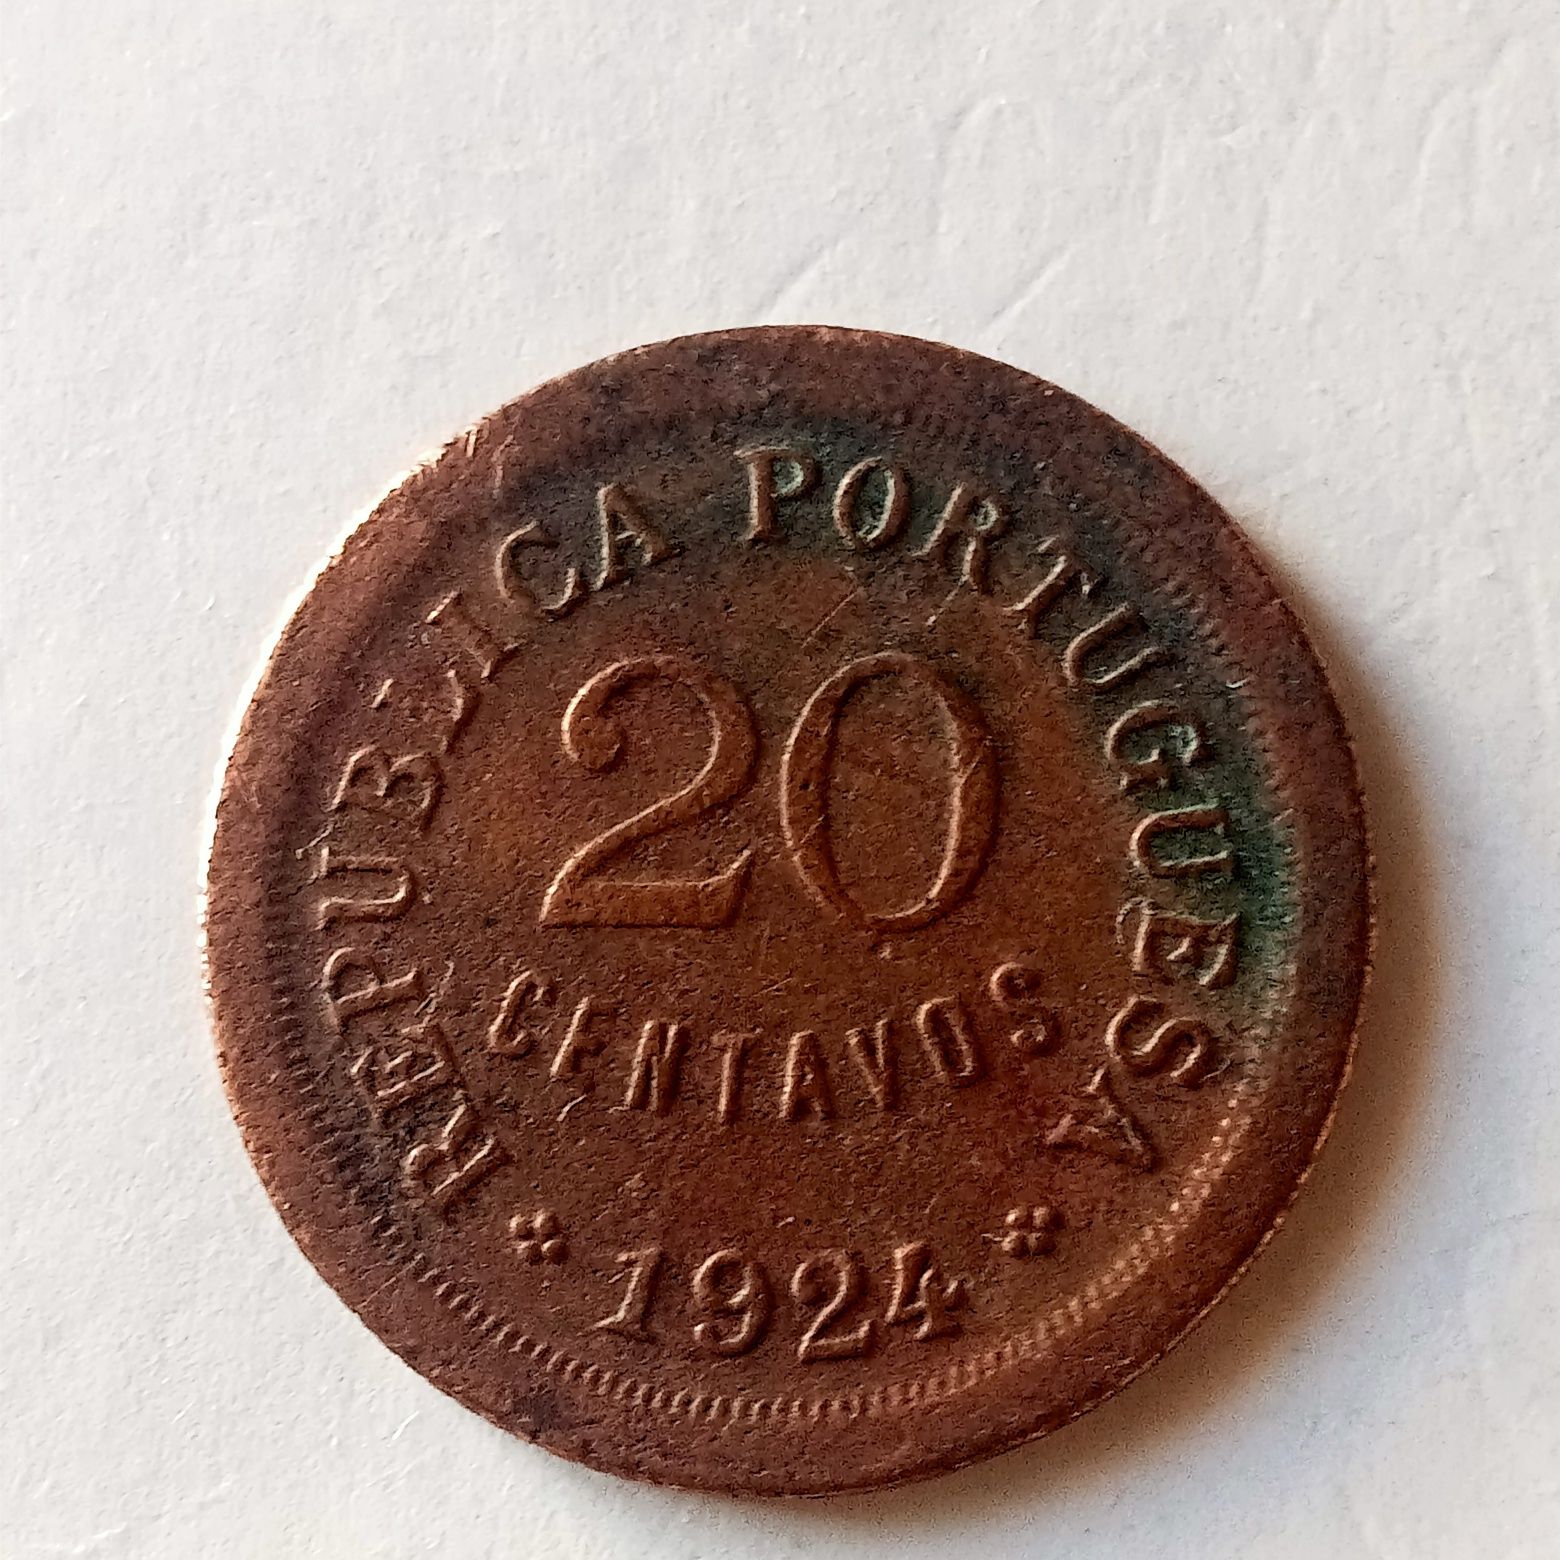 REPUBLICA PORTUGUESA
20
CENTAVOS
1924